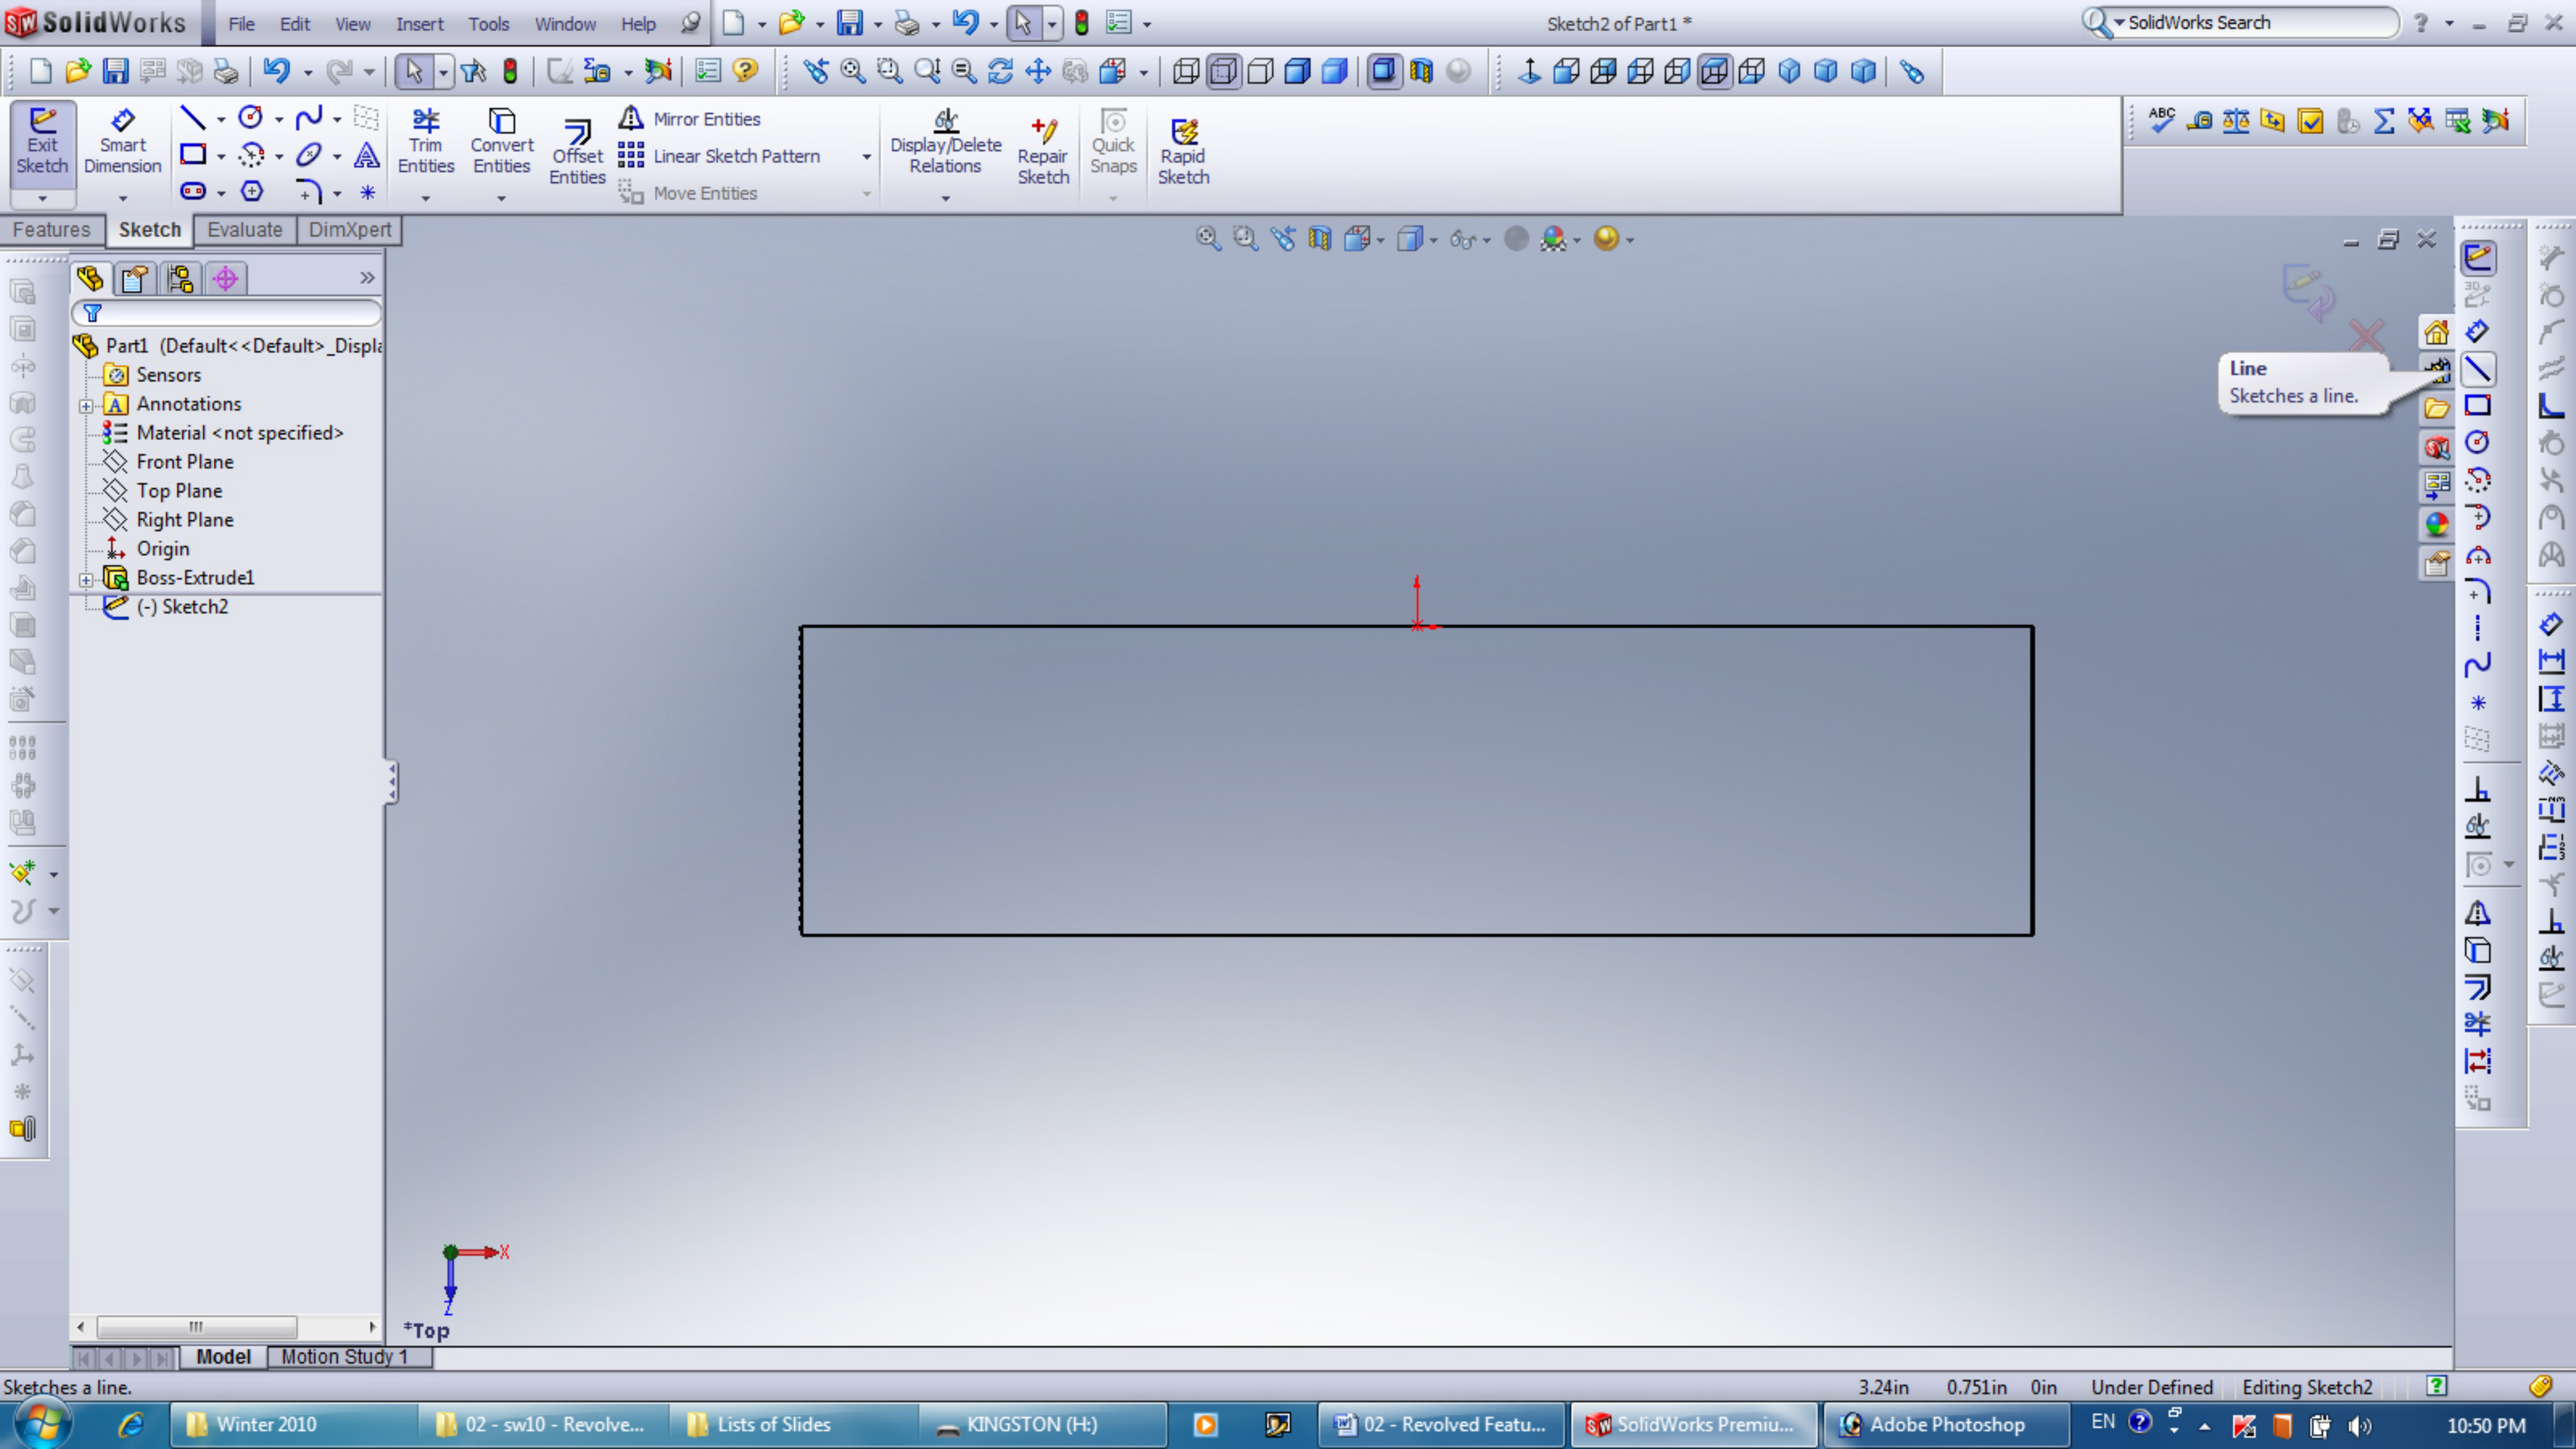 SolidWorks File Edit View Insert Tools Window Help Sketch2 of Part1 * SolidWorks Search ?
Exit Sketch
Smart Dimension
Trim Entities
Convert Entities
Offset Entities
Mirror Entities
Linear Sketch Pattern
Move Entities
Display/Delete Relations
Repair Sketch
Quick Snaps
Rapid Sketch
ABC
Features Sketch Evaluate DimXpert
Part1 (Default<<Default>_Displa
Sensors
Annotations
Material <not specified>
Front Plane
Top Plane
Right Plane
Origin
Boss-Extrude1
(-) Sketch2
3D
Line
Sketches a line.
X
Z
*Top
Model Motion Study 1
Sketches a line. 3.24in 0.751in 0in Under Defined Editing Sketch2 ?
Winter 2010 02 - sw10 - Revolve... Lists of Slides KINGSTON (H:) 02 - Revolved Featu... SolidWorks Premiu... Adobe Photoshop EN 10:50 PM